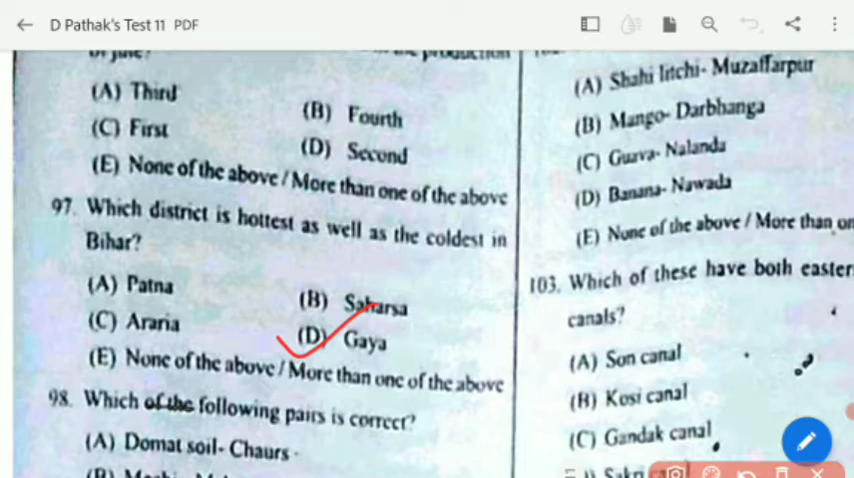 D Pathak's Test 11 PDF
of jute?
production
(A) Third
(B) Fourth
(C) First
(D) Second
(E) None of the above / More than one of the above
97. Which district is hottest as well as the coldest in
Bihar?
(A) Patna
(B) Saharsa
(C) Araria
(D) Gaya
(E) None of the above / More than one of the above
98. Which of the following pairs is correct?
(A) Domat soil- Chaurs
(A) Shahi litchi- Muzaffarpur
(B) Mango- Darbhanga
(C) Guava- Nalanda
(D) Banana- Nawada
(E) None of the above / More than on
103. Which of these have both easter
canals?
(A) Son canal
(B) Kosi canal
(C) Gandak canal